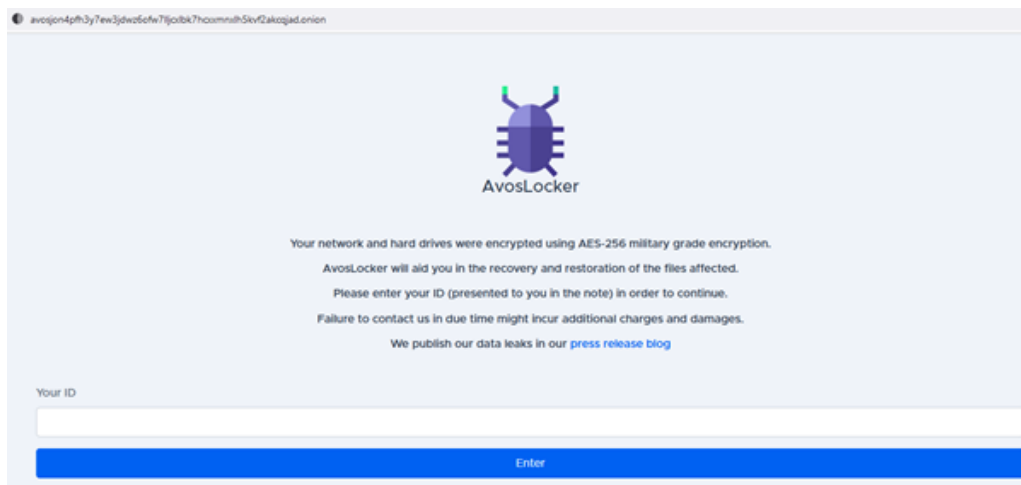 AvosLocker
Your network and hard drives were encrypted using AES-256 military grade encryption.
AvosLocker will aid you in the recovery and restoration of the files affected.
Please enter your ID (presented to you in the note) in order to continue.
Failure to contact us in due time might incur additional charges and damages.
We publish our data leaks in our press release blog
Your ID
Enter